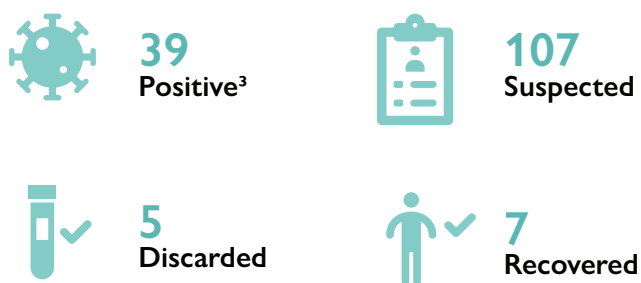 39
Positive³
107
Suspected
5
Discarded
7
Recovered